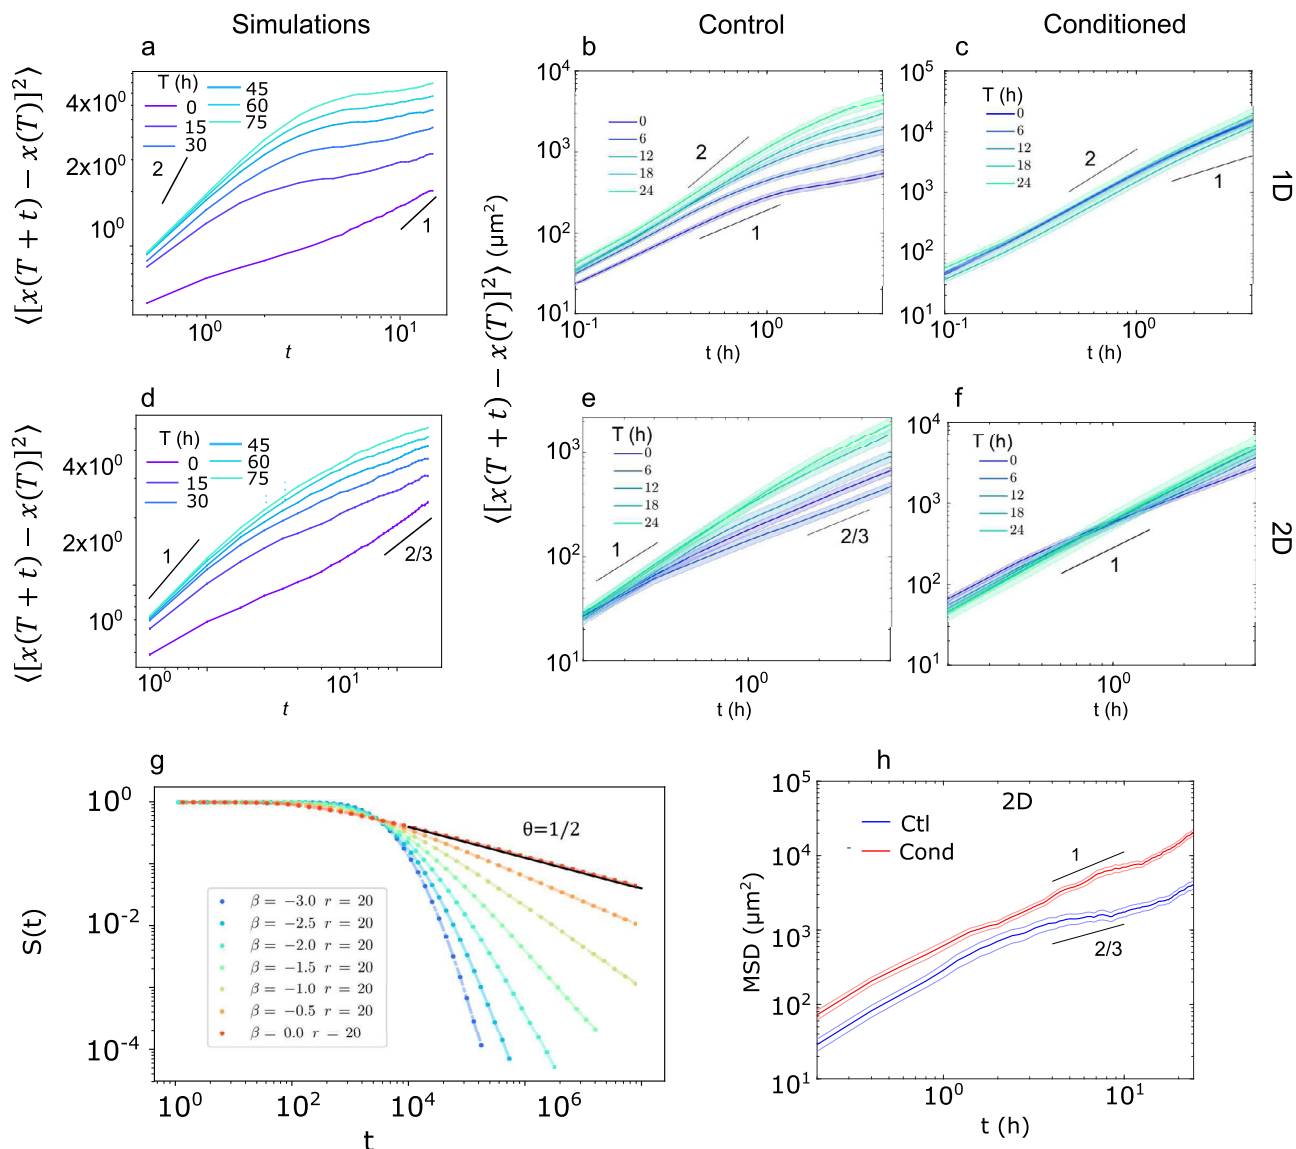 Simulations
Control
Conditioned
a
⟨[x(T + t) − x(T)]²⟩
T (h)
0
15
30
45
60
75
2
1
4x10⁰
2x10⁰
10⁰
10⁰
10¹
t
b
⟨[x(T + t) − x(T)]²⟩ (µm²)
0
6
12
18
24
2
1
10⁴
10³
10²
10¹
10⁻¹
10⁰
t (h)
c
T (h)
0
6
12
18
24
2
1
10⁵
10⁴
10³
10²
10¹
10⁻¹
10⁰
t (h)
1D
d
⟨[x(T + t) − x(T)]²⟩
T (h)
0
15
30
45
60
75
1
2/3
4x10⁰
2x10⁰
10⁰
10⁰
10¹
t
e
T (h)
0
6
12
18
24
1
2/3
10³
10²
10¹
10⁰
t (h)
f
T (h)
0
6
12
18
24
1
10⁴
10³
10²
10¹
10⁰
t (h)
2D
g
S(t)
10⁰
10⁻²
10⁻⁴
θ=1/2
β = −3.0 r = 20
β = −2.5 r = 20
β = −2.0 r = 20
β = −1.5 r = 20
β = −1.0 r = 20
β = −0.5 r = 20
β = 0.0 r = 20
10⁰
10²
10⁴
10⁶
t
h
2D
Ctl
Cond
1
2/3
MSD (µm²)
10⁵
10⁴
10³
10²
10¹
10⁰
10¹
t (h)